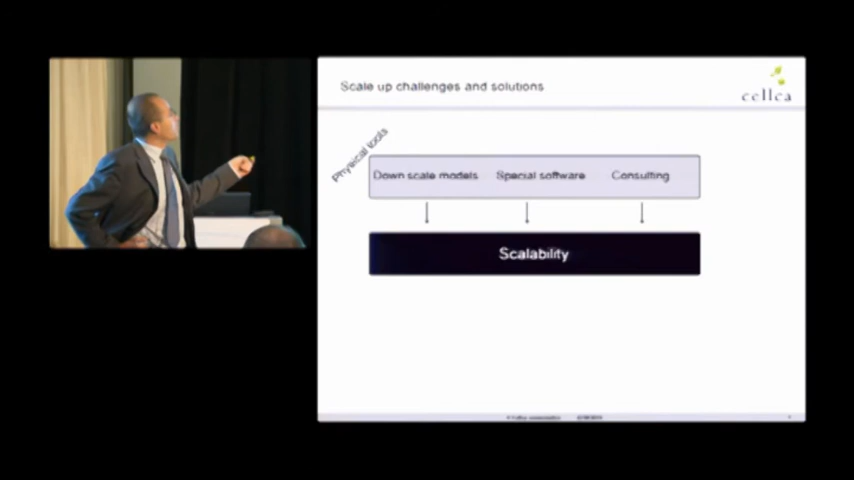 Scale up challenges and solutions
cellca
Physical tools
Down scale models Special software Consulting
Scalability